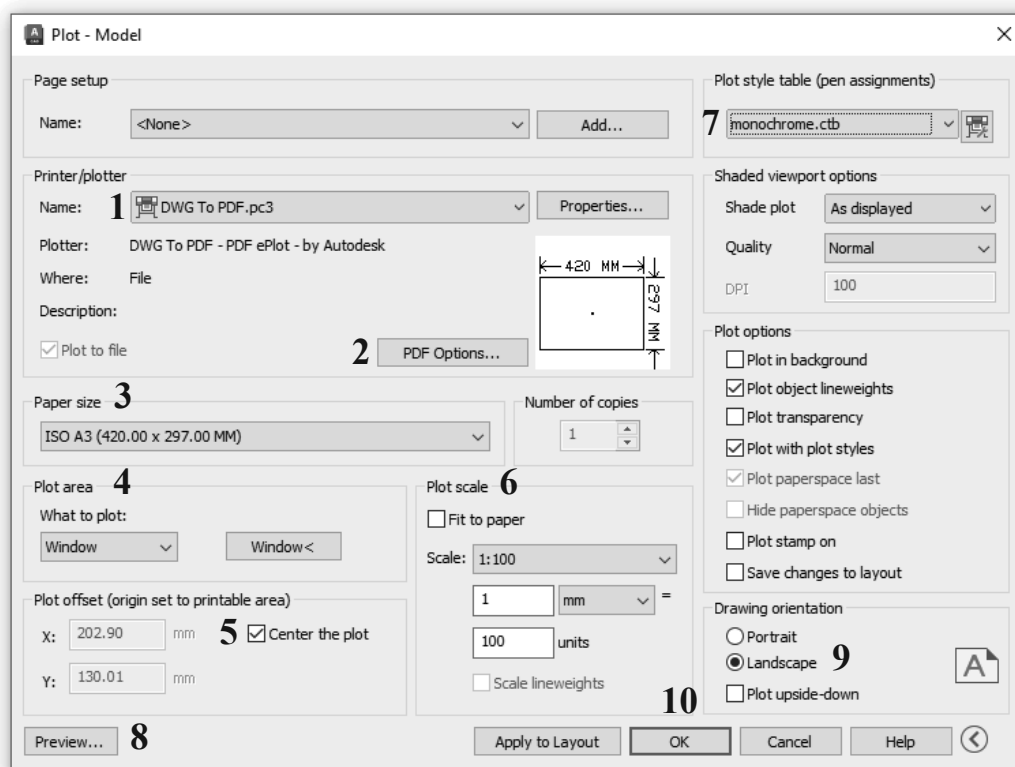 Plot - Model
Page setup
Name: <None> Add...
Printer/plotter
Name: 1 DWG To PDF.pc3 Properties...
Plotter: DWG To PDF - PDF ePlot - by Autodesk
Where: File
Description:
Plot to file
2 PDF Options...
420 MM
297 MM
Paper size 3
ISO A3 (420.00 x 297.00 MM)
Number of copies
1
Plot area 4
What to plot:
Window Window<
Plot offset (origin set to printable area)
X: 202.90 mm 5 Center the plot
Y: 130.01 mm
Plot scale 6
Fit to paper
Scale: 1:100
1 mm =
100 units
Scale lineweights
Plot style table (pen assignments)
7 monochrome.ctb
Shaded viewport options
Shade plot As displayed
Quality Normal
DPI 100
Plot options
Plot in background
Plot object lineweights
Plot transparency
Plot with plot styles
Plot paperspace last
Hide paperspace objects
Plot stamp on
Save changes to layout
Drawing orientation
Portrait
Landscape 9
Plot upside-down
A
10
Preview... 8 Apply to Layout OK Cancel Help